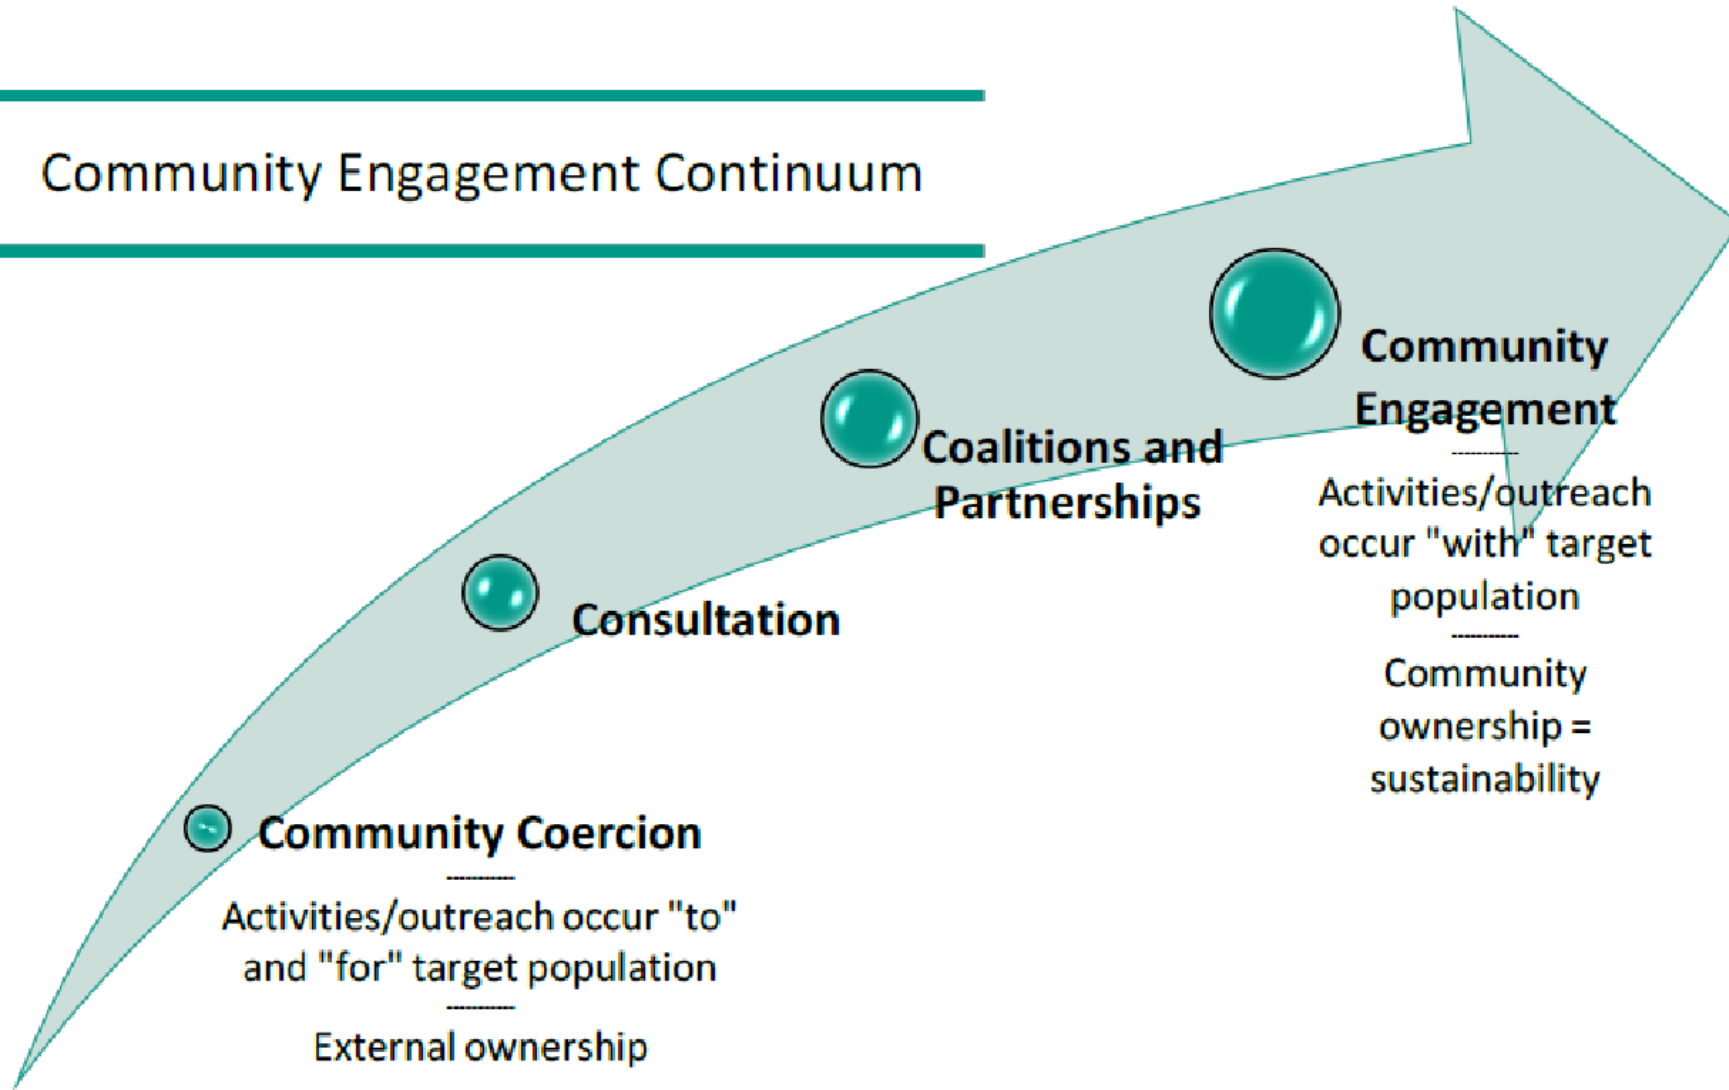 Community Engagement Continuum
Community
Engagement
-----------
Activities/outreach
occur "with" target
population
-----------
Community
ownership =
sustainability
Coalitions and
Partnerships
Consultation
Community Coercion
-----------
Activities/outreach occur "to"
and "for" target population
-----------
External ownership